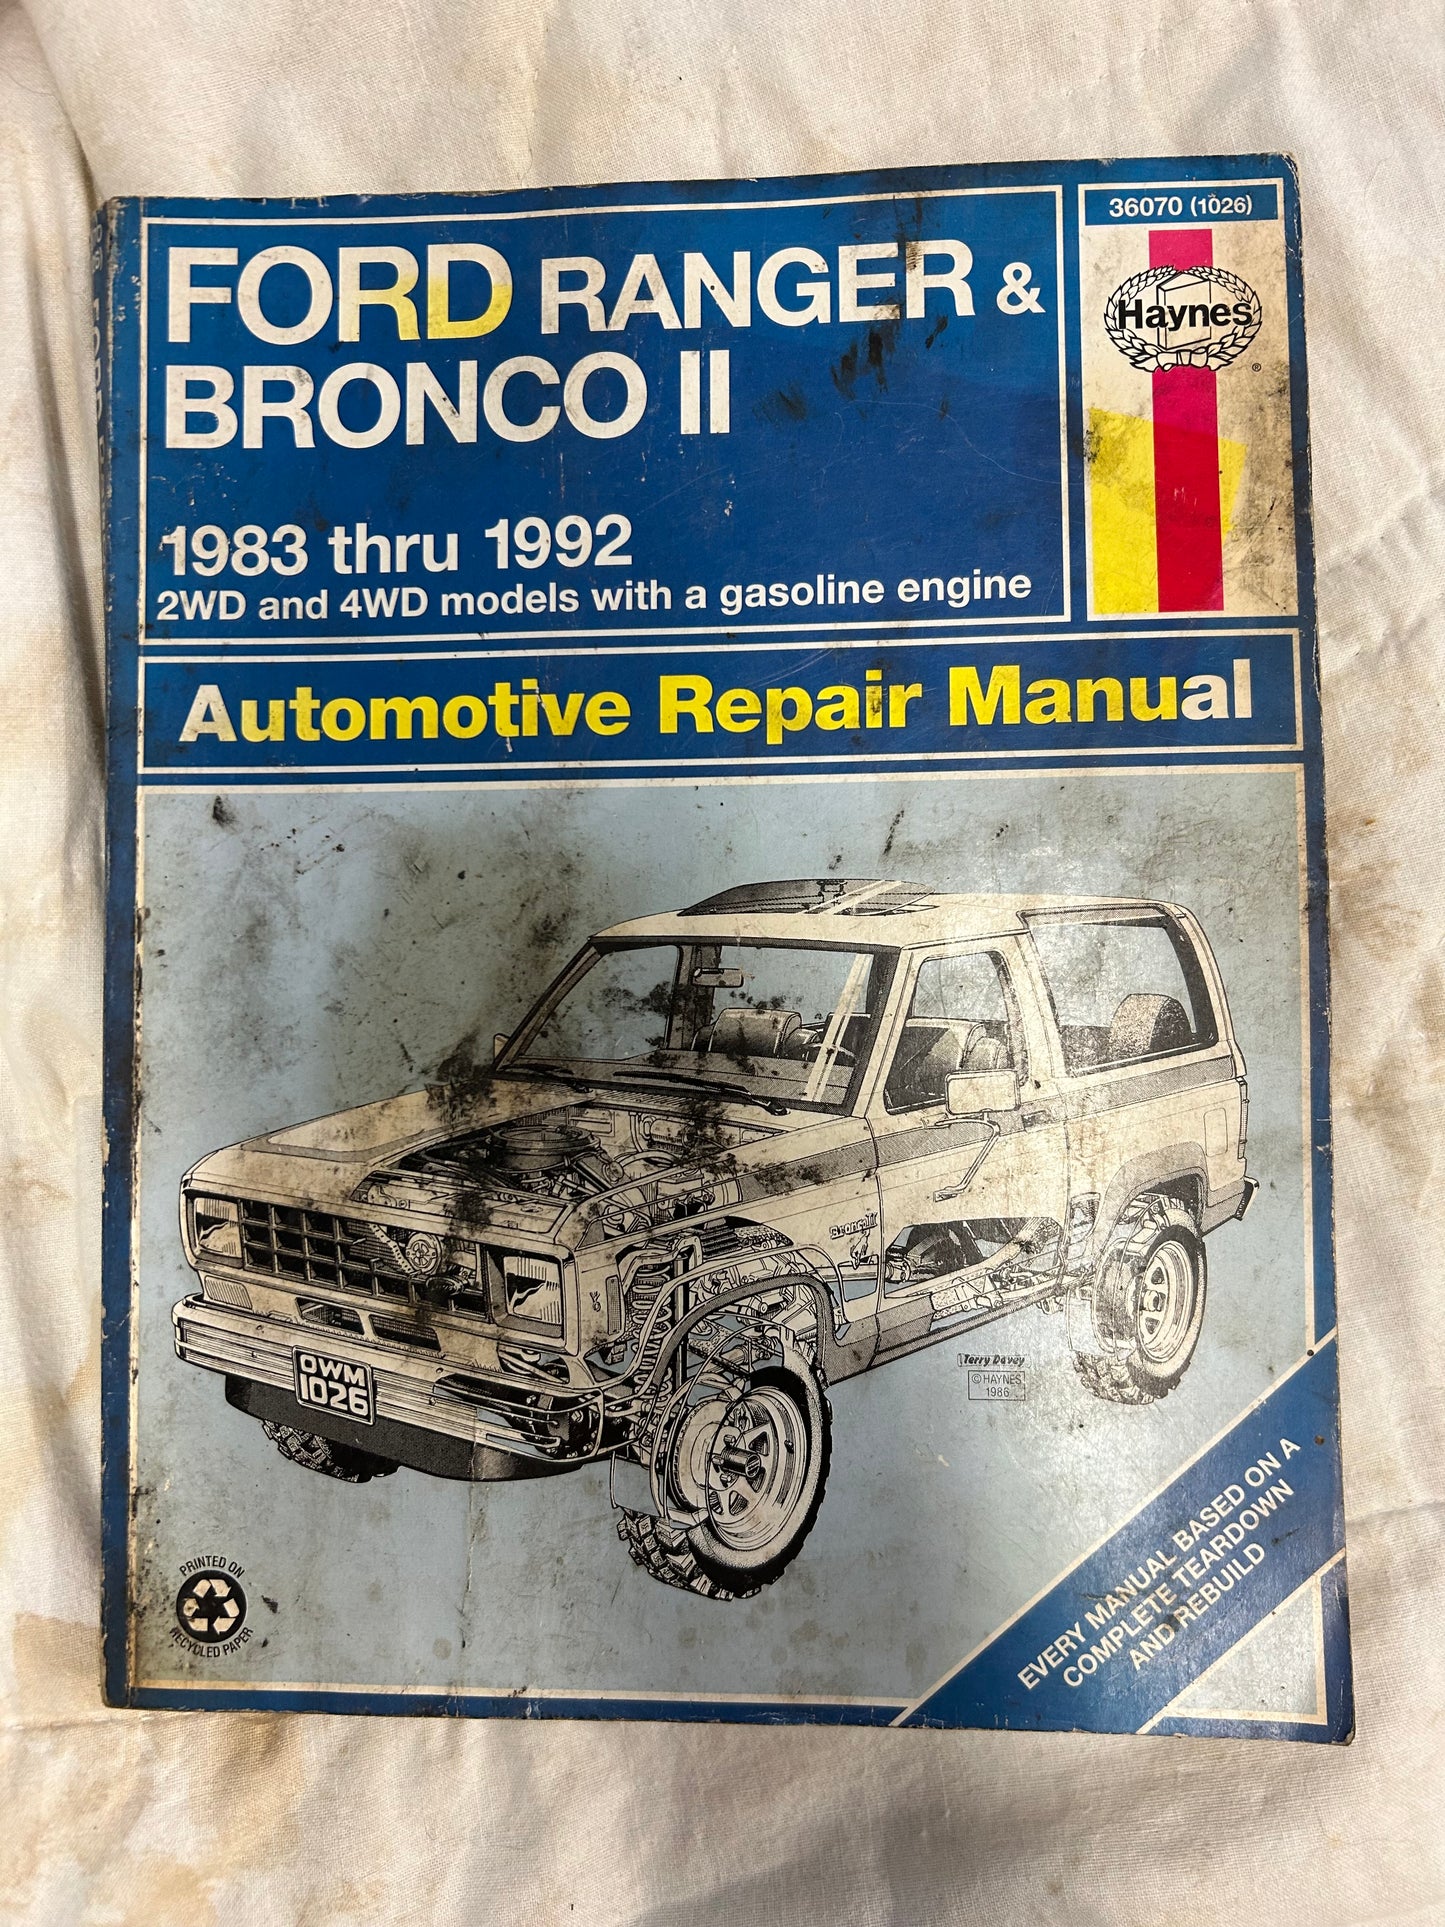 36070 (1026)
Haynes
®
FORD RANGER &
BRONCO II
1983 thru 1992
2WD and 4WD models with a gasoline engine
Automotive Repair Manual
Bronco II
OWM
1026
Terry Davey
© HAYNES
1986
PRINTED ON
RECYCLED PAPER
EVERY MANUAL BASED ON A
COMPLETE TEARDOWN
AND REBUILD